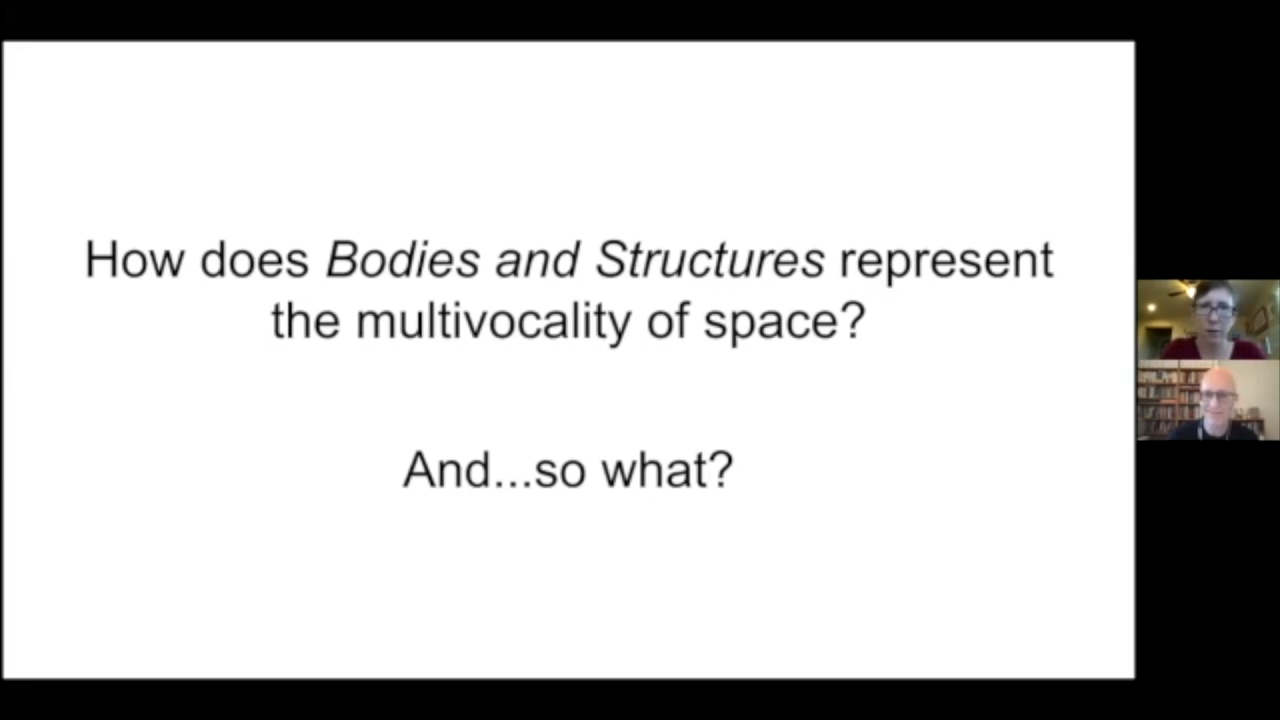 How does Bodies and Structures represent
the multivocality of space?
And...so what?